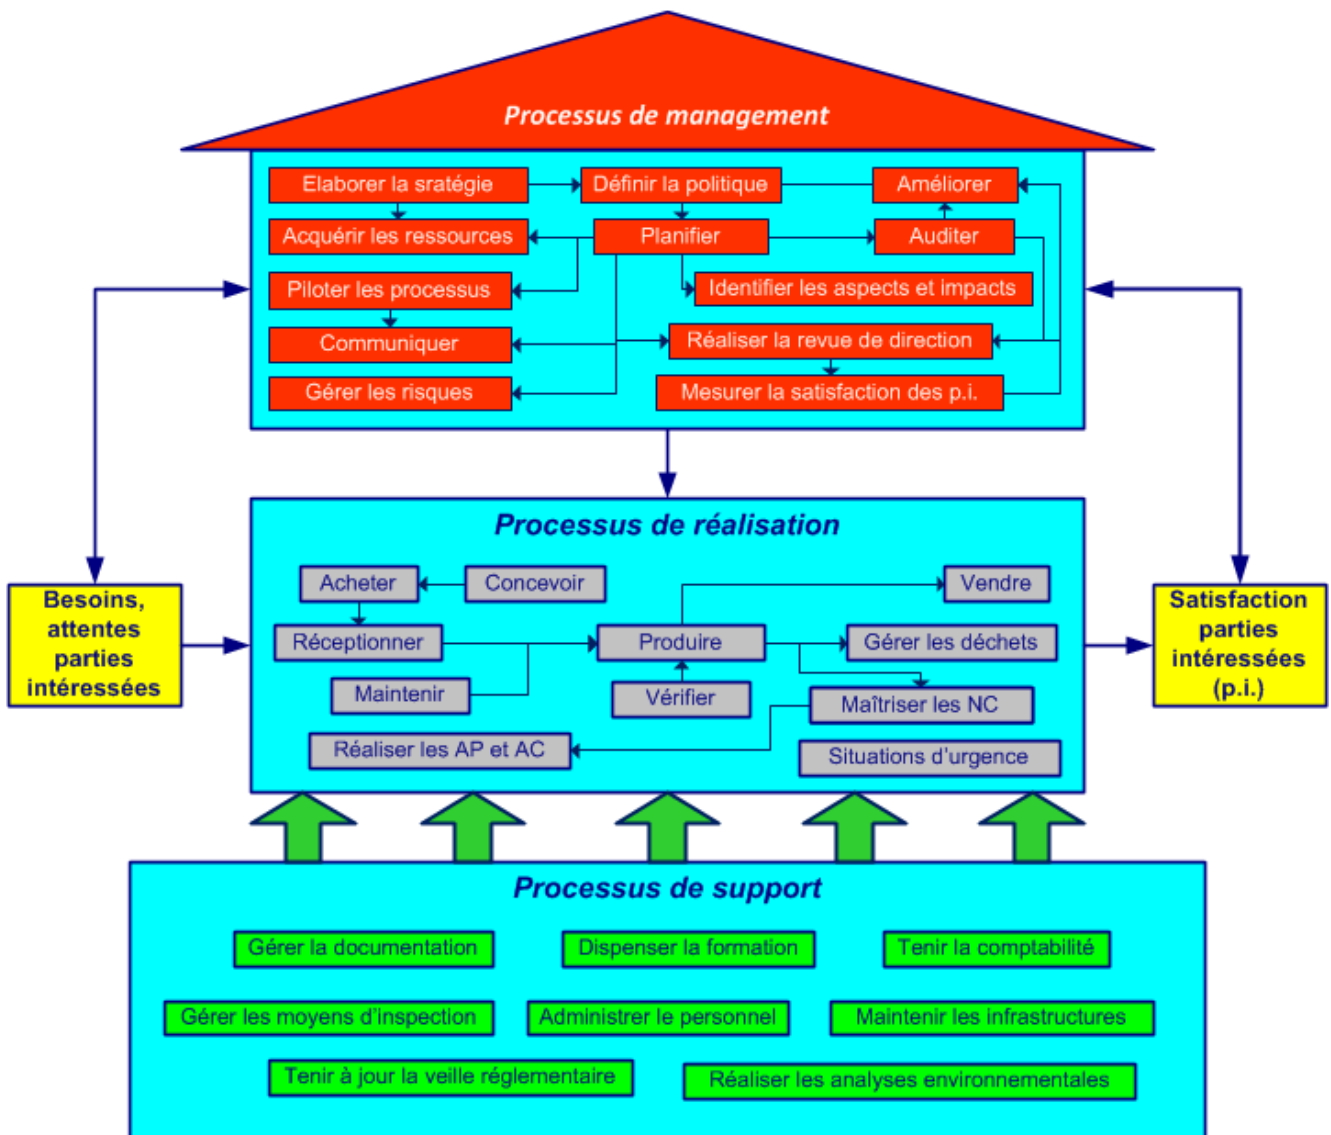 Processus de management
Elaborer la sratégie
Définir la politique
Améliorer
Acquérir les ressources
Planifier
Auditer
Piloter les processus
Identifier les aspects et impacts
Communiquer
Réaliser la revue de direction
Gérer les risques
Mesurer la satisfaction des p.i.
Processus de réalisation
Acheter
Concevoir
Vendre
Réceptionner
Produire
Gérer les déchets
Maintenir
Vérifier
Maîtriser les NC
Réaliser les AP et AC
Situations d'urgence
Besoins,
attentes
parties
intéressées
Satisfaction
parties
intéressées
(p.i.)
Processus de support
Gérer la documentation
Dispenser la formation
Tenir la comptabilité
Gérer les moyens d'inspection
Administrer le personnel
Maintenir les infrastructures
Tenir à jour la veille réglementaire
Réaliser les analyses environnementales